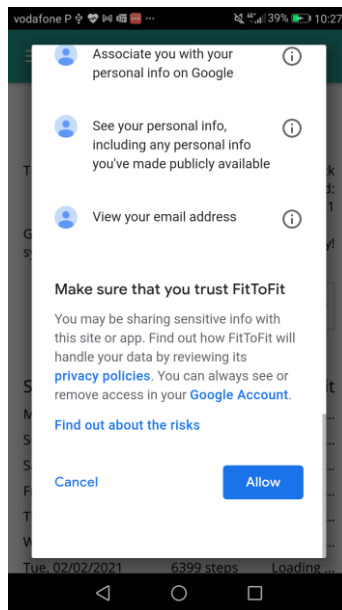 vodafone P 39% 10:27
Associate you with your
personal info on Google
See your personal info,
including any personal info
you've made publicly available
View your email address
Make sure that you trust FitToFit
You may be sharing sensitive info with
this site or app. Find out how FitToFit will
handle your data by reviewing its
privacy policies. You can always see or
remove access in your Google Account.
Find out about the risks
Cancel Allow
Tue, 02/02/2021 6399 steps Loading ...